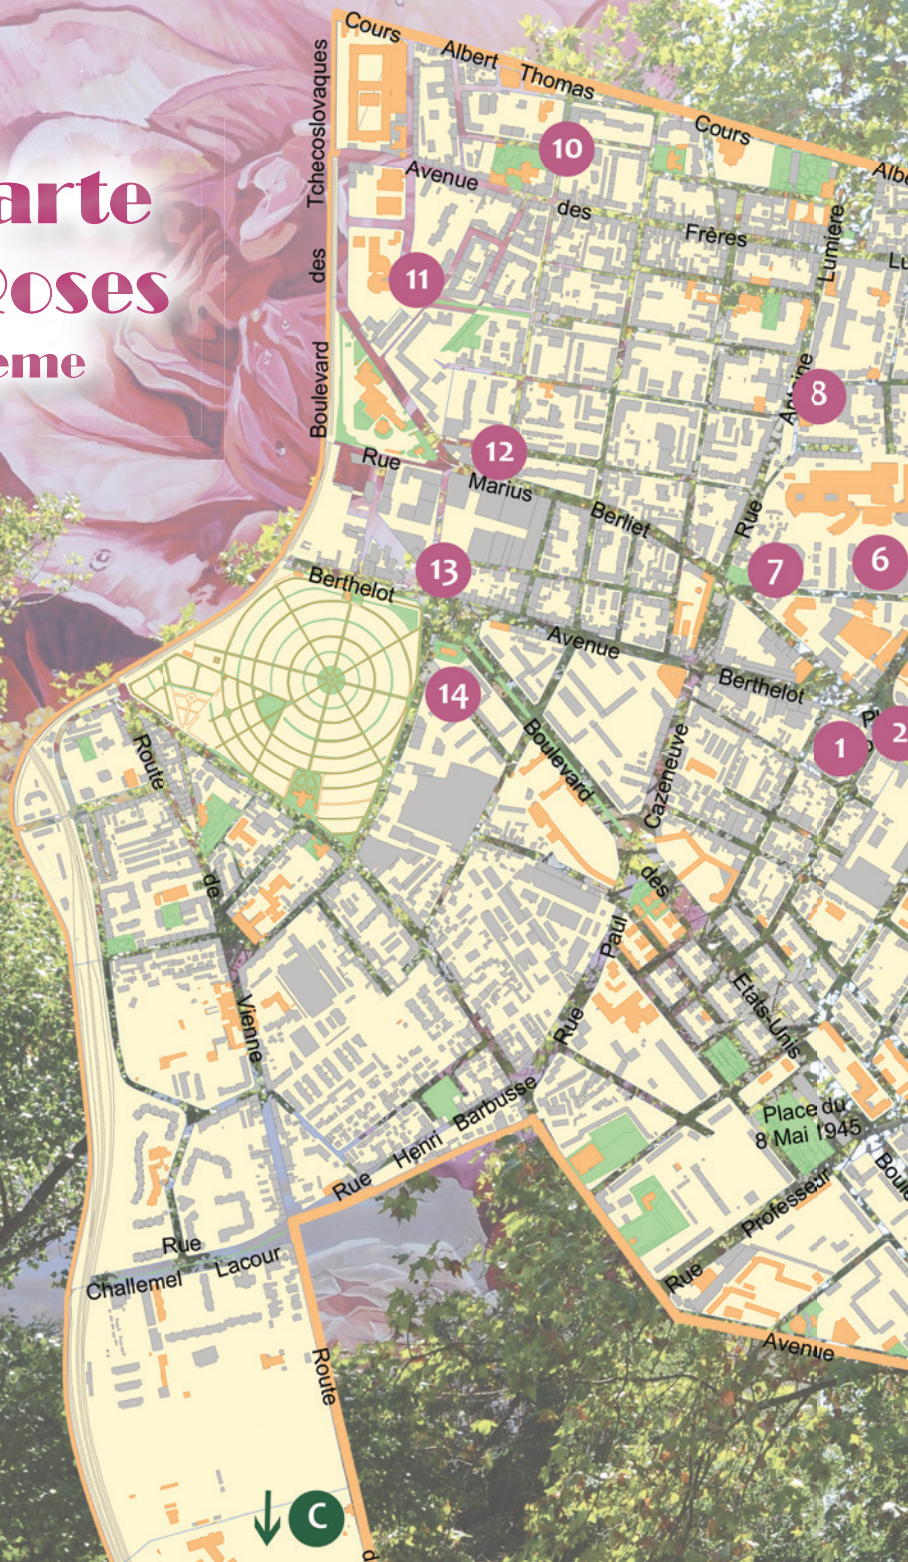 Cours
Albert
Thomas
Cours
Albe
Tchecoslovaques
des
Boulevard
arte
Roses
eme
10
Avenue
des
Frères
Lumiere
Lu
11
8
Antoine
Rue
12
Rue
Marius
Berliet
7
6
13
Berthelot
Avenue
Berthelot
14
1
2
Pl
Boulevard
Cazeneuve
Route
de
Vienne
des
Paul
Rue
Etats-Unis
Place du
8 Mai 1945
Boule
Rue
Henri
Barbusse
Professeur
Rue
Rue
Challemel
Lacour
Avenue
Route
C
d